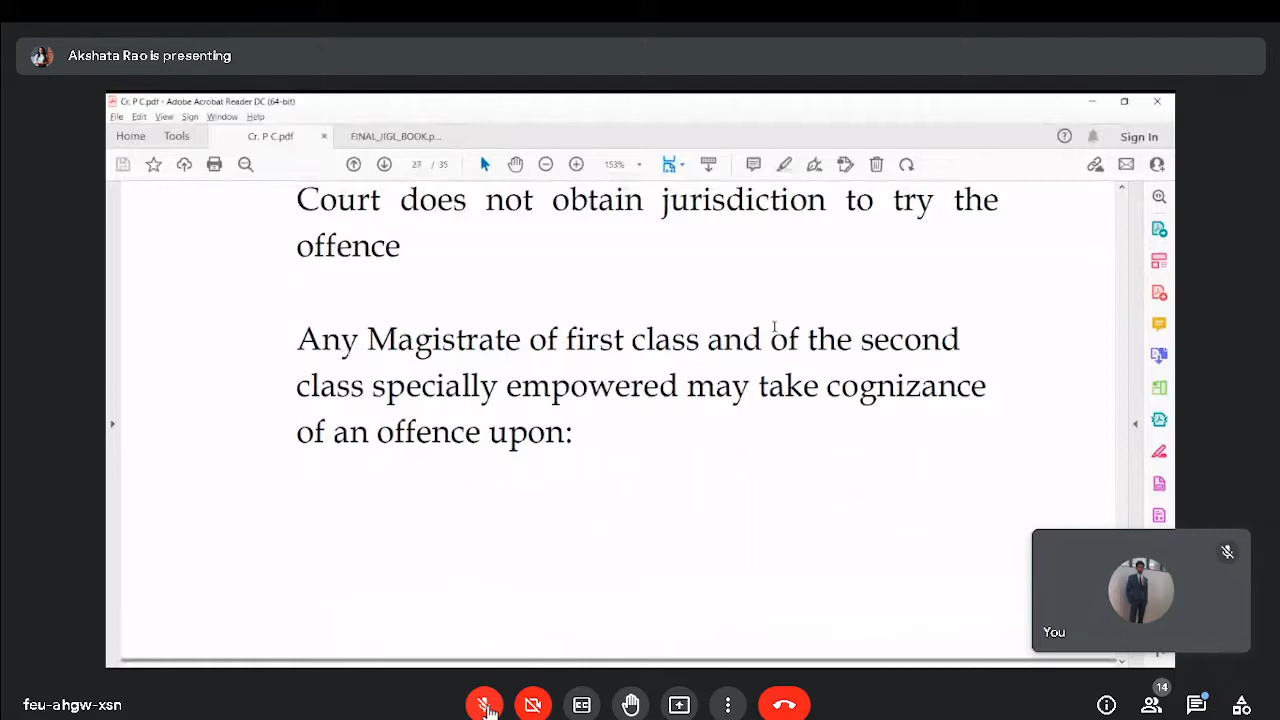 Akshata Rao is presenting
Cr. P C.pdf - Adobe Acrobat Reader DC (64-bit)
File Edit View Sign Window Help
Home Tools Cr. P C.pdf × FINAL_JIGL_BOOK.p... Sign In
/ 35 153%
Court does not obtain jurisdiction to try the
offence
Any Magistrate of first class and of the second
class specially empowered may take cognizance
of an offence upon:
You
feu-ahgw-xsn
14